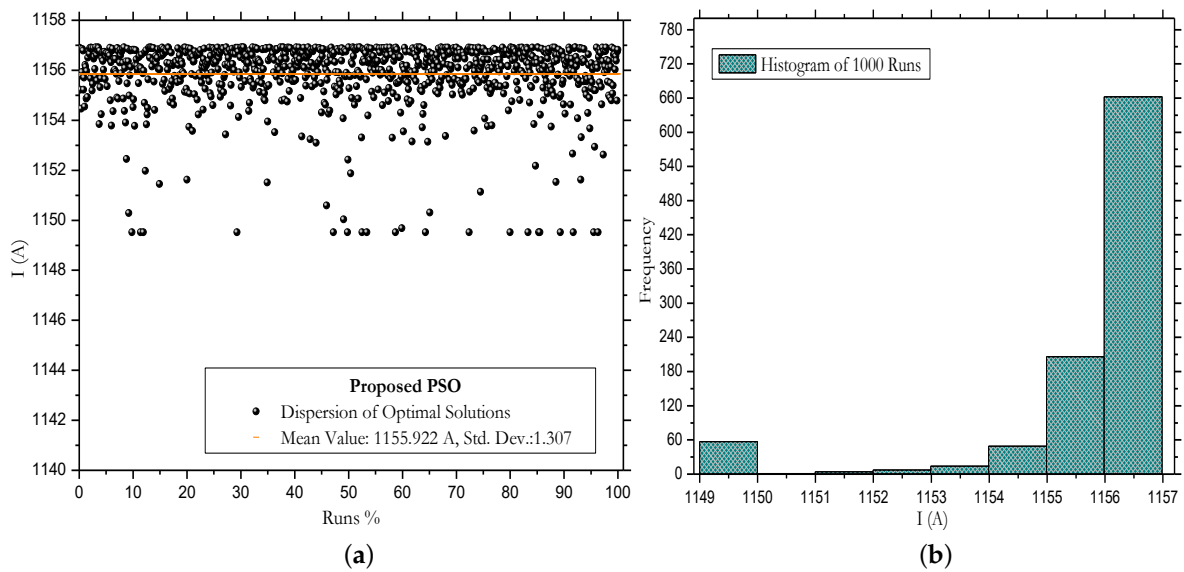 1158
1156
1154
1152
1150
1148
1146
1144
1142
1140
I (A)
Proposed PSO
Dispersion of Optimal Solutions
Mean Value: 1155.922 A, Std. Dev.:1.307
0 10 20 30 40 50 60 70 80 90 100
Runs %
(a)
780
720
660
600
540
480
420
360
300
240
180
120
60
0
Frequency
Histogram of 1000 Runs
1149 1150 1151 1152 1153 1154 1155 1156 1157
I (A)
(b)